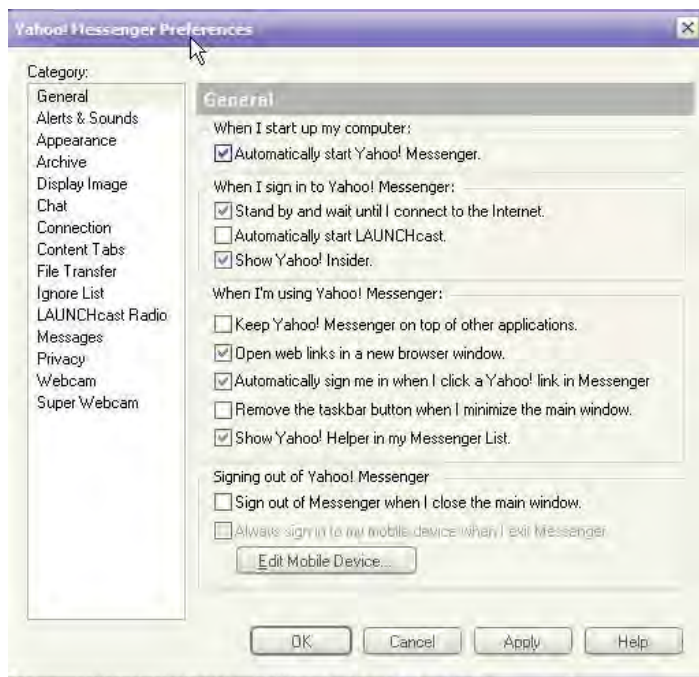 Yahoo! Messenger Preferences
Category:
General
Alerts & Sounds
Appearance
Archive
Display Image
Chat
Connection
Content Tabs
File Transfer
Ignore List
LAUNCHcast Radio
Messages
Privacy
Webcam
Super Webcam
General
When I start up my computer:
Automatically start Yahoo! Messenger.
When I sign in to Yahoo! Messenger:
Stand by and wait until I connect to the Internet.
Automatically start LAUNCHcast.
Show Yahoo! Insider.
When I'm using Yahoo! Messenger:
Keep Yahoo! Messenger on top of other applications.
Open web links in a new browser window.
Automatically sign me in when I click a Yahoo! link in Messenger
Remove the taskbar button when I minimize the main window.
Show Yahoo! Helper in my Messenger List.
Signing out of Yahoo! Messenger
Sign out of Messenger when I close the main window.
Always sign in to my mobile device when I exit Messenger
Edit Mobile Device...
OK
Cancel
Apply
Help